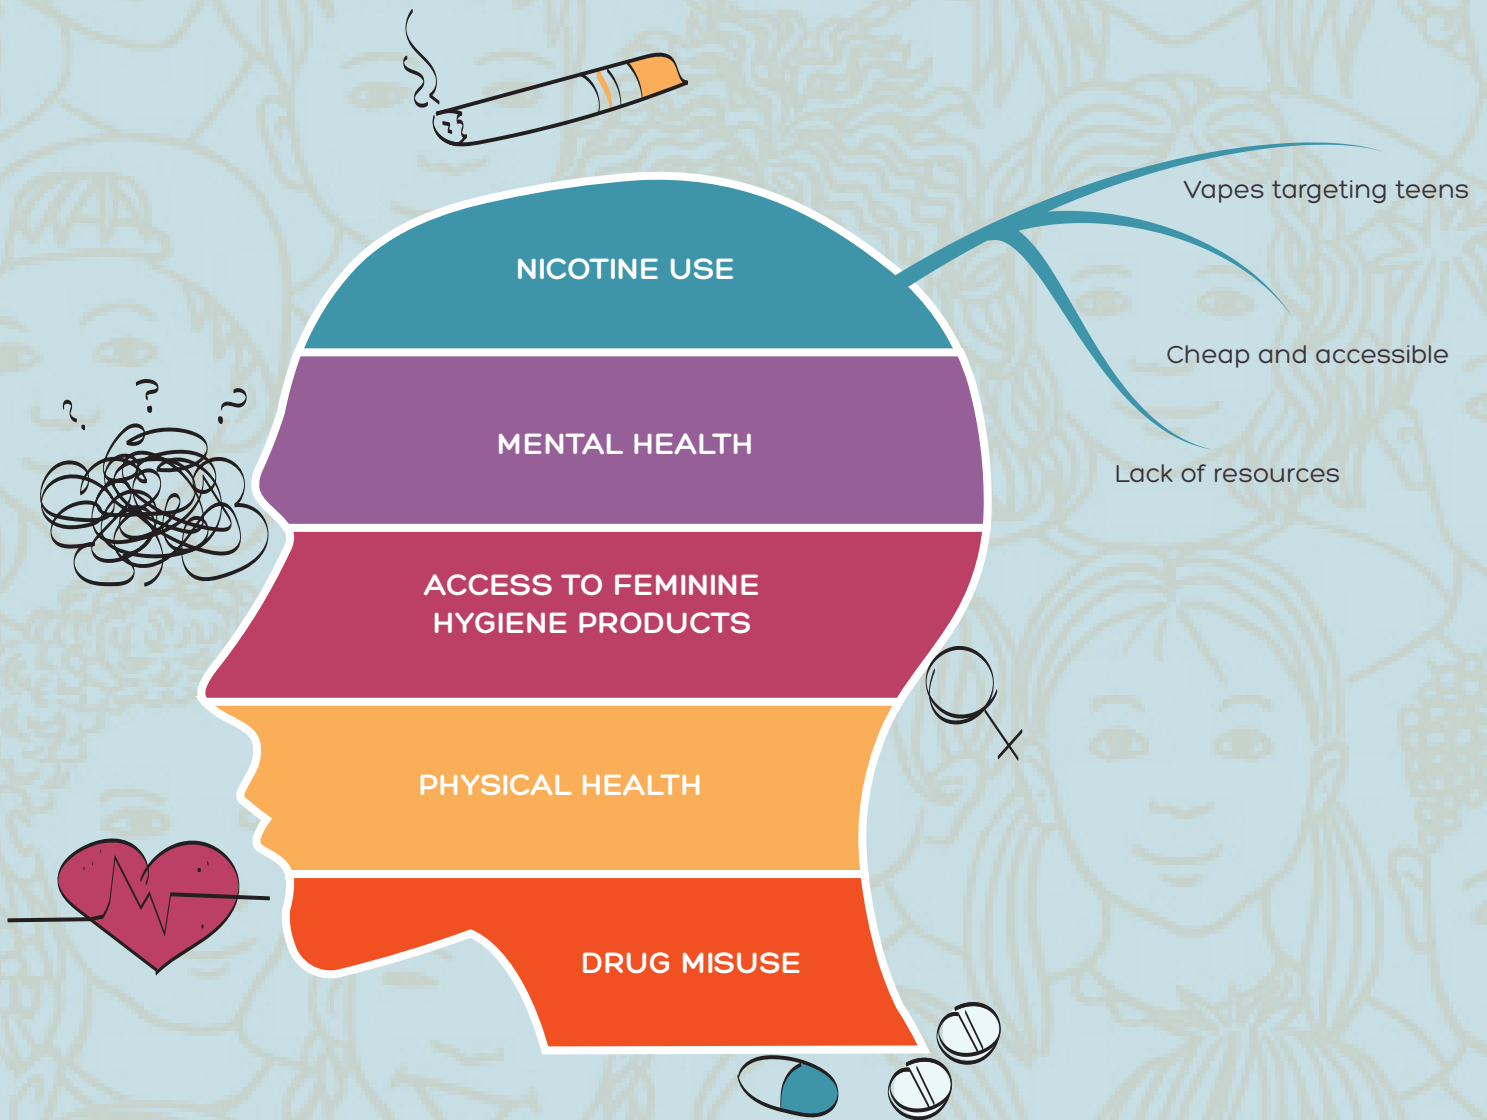 NICOTINE USE
Vapes targeting teens
Cheap and accessible
Lack of resources
MENTAL HEALTH
ACCESS TO FEMININE
HYGIENE PRODUCTS
PHYSICAL HEALTH
DRUG MISUSE